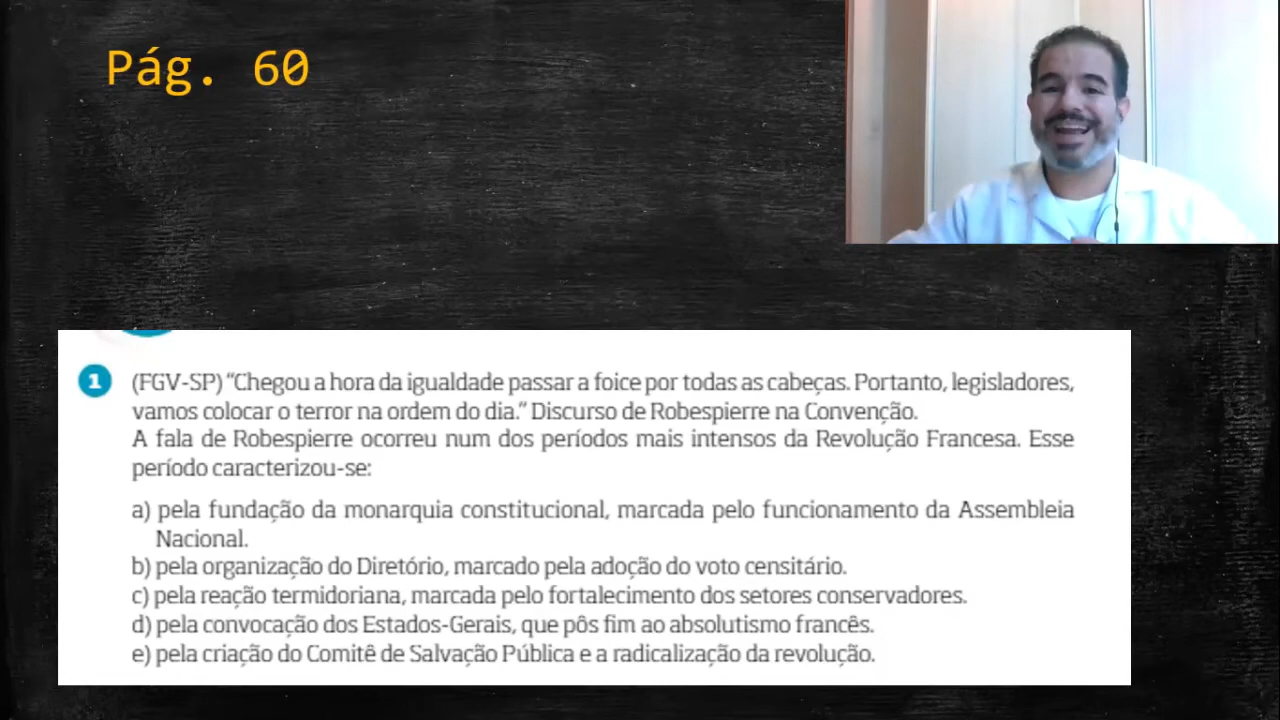 Pág. 60
1 (FGV-SP) “Chegou a hora da igualdade passar a foice por todas as cabeças. Portanto, legisladores,
vamos colocar o terror na ordem do dia.” Discurso de Robespierre na Convenção.
A fala de Robespierre ocorreu num dos períodos mais intensos da Revolução Francesa. Esse
período caracterizou-se:
a) pela fundação da monarquia constitucional, marcada pelo funcionamento da Assembleia
Nacional.
b) pela organização do Diretório, marcado pela adoção do voto censitário.
c) pela reação termidoriana, marcada pelo fortalecimento dos setores conservadores.
d) pela convocação dos Estados-Gerais, que pôs fim ao absolutismo francês.
e) pela criação do Comitê de Salvação Pública e a radicalização da revolução.